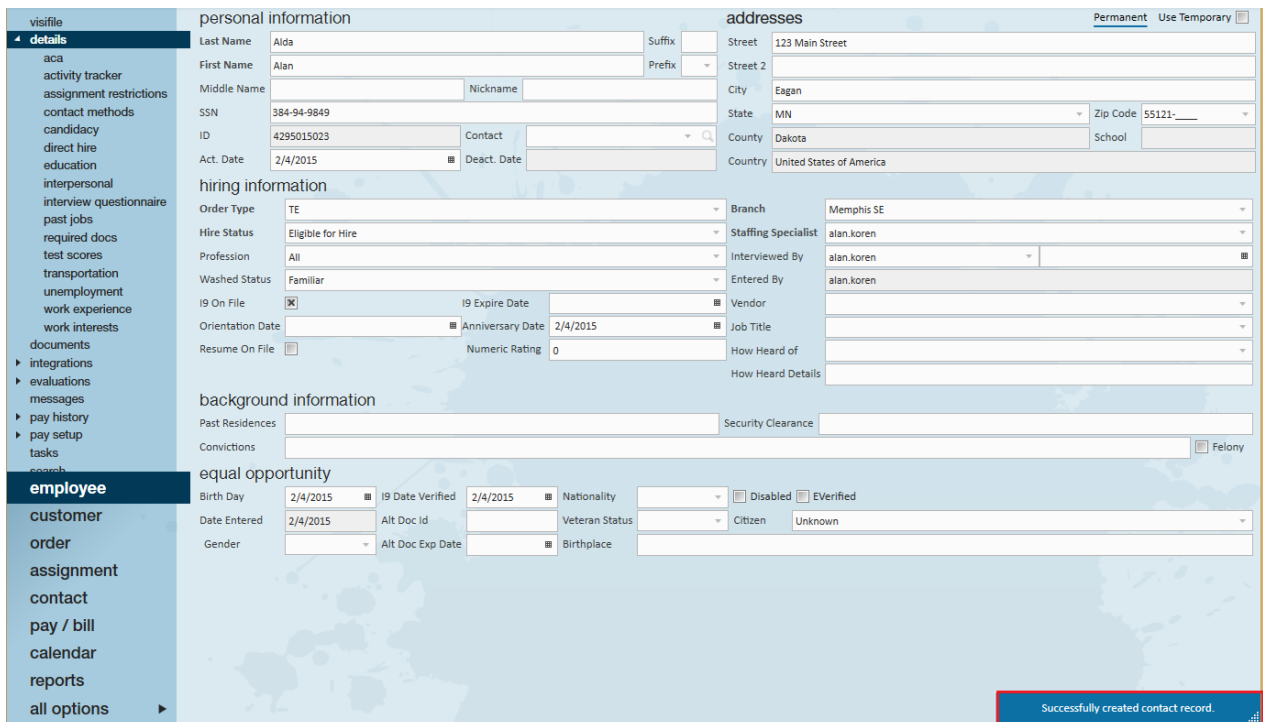 visifile
details
aca
activity tracker
assignment restrictions
contact methods
candidacy
direct hire
education
interpersonal
interview questionnaire
past jobs
required docs
test scores
transportation
unemployment
work experience
work interests
documents
integrations
evaluations
messages
pay history
pay setup
tasks
search
employee
customer
order
assignment
contact
pay / bill
calendar
reports
all options
personal information
Last Name Alda Suffix
First Name Alan Prefix
Middle Name Nickname
SSN 384-94-9849
ID 4295015023 Contact
Act. Date 2/4/2015 Deact. Date
addresses Permanent Use Temporary
Street 123 Main Street
Street 2
City Eagan
State MN Zip Code 55121-____
County Dakota School
Country United States of America
hiring information
Order Type TE Branch Memphis SE
Hire Status Eligible for Hire Staffing Specialist alan.koren
Profession All Interviewed By alan.koren
Washed Status Familiar Entered By alan.koren
I9 On File I9 Expire Date Vendor
Orientation Date Anniversary Date 2/4/2015 Job Title
Resume On File Numeric Rating 0 How Heard of
How Heard Details
background information
Past Residences Security Clearance
Convictions Felony
equal opportunity
Birth Day 2/4/2015 I9 Date Verified 2/4/2015 Nationality Disabled EVerified
Date Entered 2/4/2015 Alt Doc Id Veteran Status Citizen Unknown
Gender Alt Doc Exp Date Birthplace
Successfully created contact record.